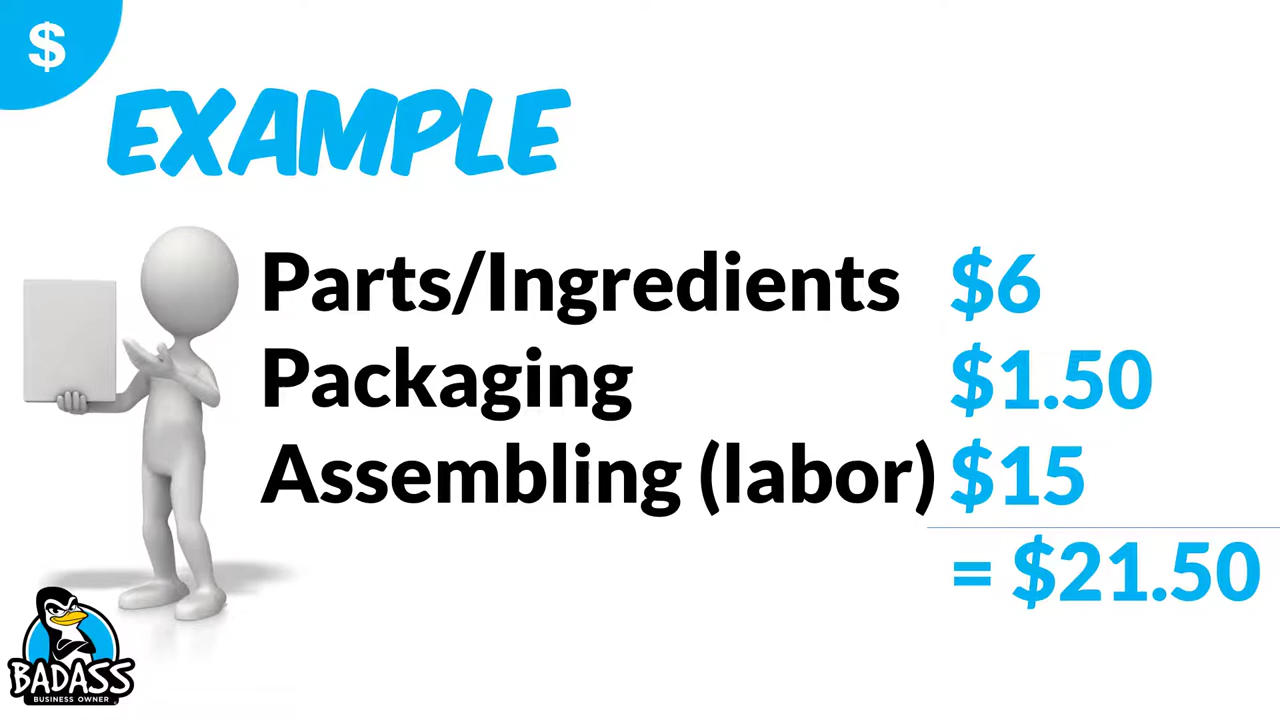 $
EXAMPLE
Parts/Ingredients $6
Packaging $1.50
Assembling (labor) $15
= $21.50
BADASS
BUSINESS OWNER